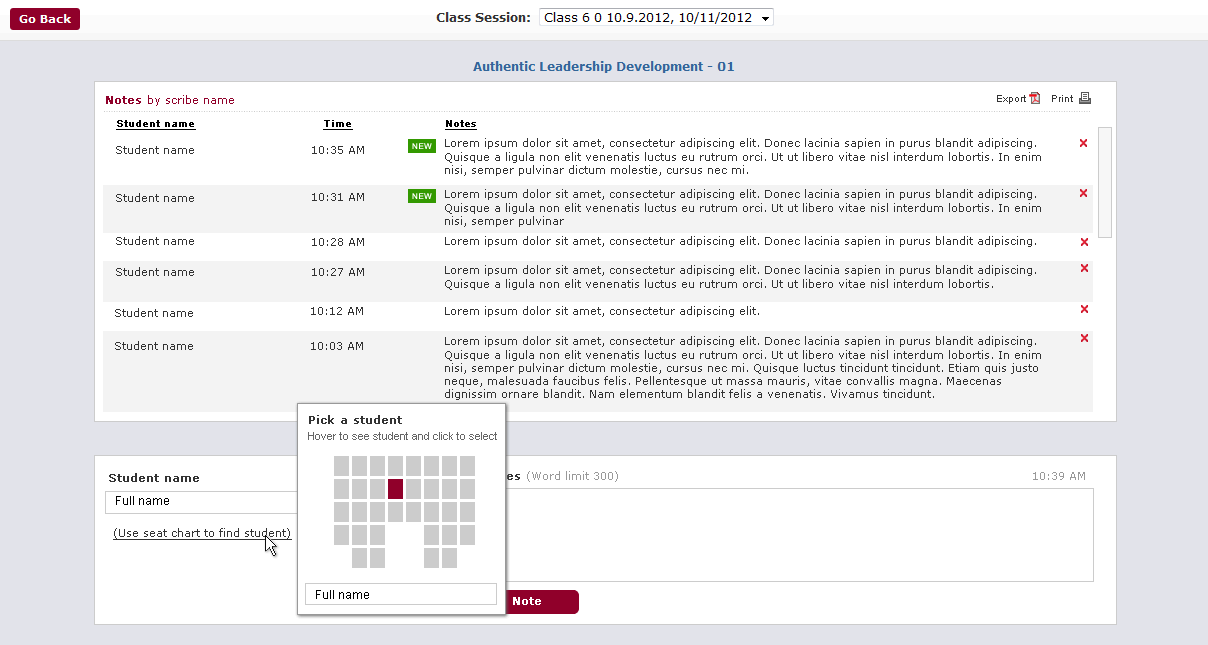 Go Back
Class Session: Class 6 0 10.9.2012, 10/11/2012
Authentic Leadership Development - 01
Notes by scribe name
Export Print
Student name Time Notes
Student name 10:35 AM NEW Lorem ipsum dolor sit amet, consectetur adipiscing elit. Donec lacinia sapien in purus blandit adipiscing.
Quisque a ligula non elit venenatis luctus eu rutrum orci. Ut ut libero vitae nisl interdum lobortis. In enim
nisi, semper pulvinar dictum molestie, cursus nec mi.
Student name 10:31 AM NEW Lorem ipsum dolor sit amet, consectetur adipiscing elit. Donec lacinia sapien in purus blandit adipiscing.
Quisque a ligula non elit venenatis luctus eu rutrum orci. Ut ut libero vitae nisl interdum lobortis. In enim
nisi, semper pulvinar
Student name 10:28 AM Lorem ipsum dolor sit amet, consectetur adipiscing elit. Donec lacinia sapien in purus blandit adipiscing.
Student name 10:27 AM Lorem ipsum dolor sit amet, consectetur adipiscing elit. Donec lacinia sapien in purus blandit adipiscing.
Quisque a ligula non elit venenatis luctus eu rutrum orci. Ut ut libero vitae nisl interdum lobortis.
Student name 10:12 AM Lorem ipsum dolor sit amet, consectetur adipiscing elit.
Student name 10:03 AM Lorem ipsum dolor sit amet, consectetur adipiscing elit. Donec lacinia sapien in purus blandit adipiscing.
Quisque a ligula non elit venenatis luctus eu rutrum orci. Ut ut libero vitae nisl interdum lobortis. In enim
nisi, semper pulvinar dictum molestie, cursus nec mi. Quisque luctus tincidunt tincidunt. Etiam quis justo
neque, malesuada faucibus felis. Pellentesque ut massa mauris, vitae convallis magna. Maecenas
dignissim ornare blandit. Nam elementum blandit felis a venenatis. Vivamus tincidunt.
Pick a student
Hover to see student and click to select
Full name
Student name
Full name
(Use seat chart to find student)
es (Word limit 300) 10:39 AM
Note